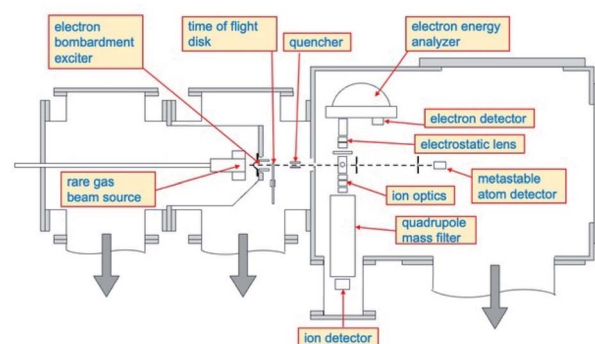 electron
bombardment
exciter
time of flight
disk
quencher
electron energy
analyzer
electron detector
electrostatic lens
rare gas
beam source
ion optics
metastable
atom detector
quadrupole
mass filter
ion detector